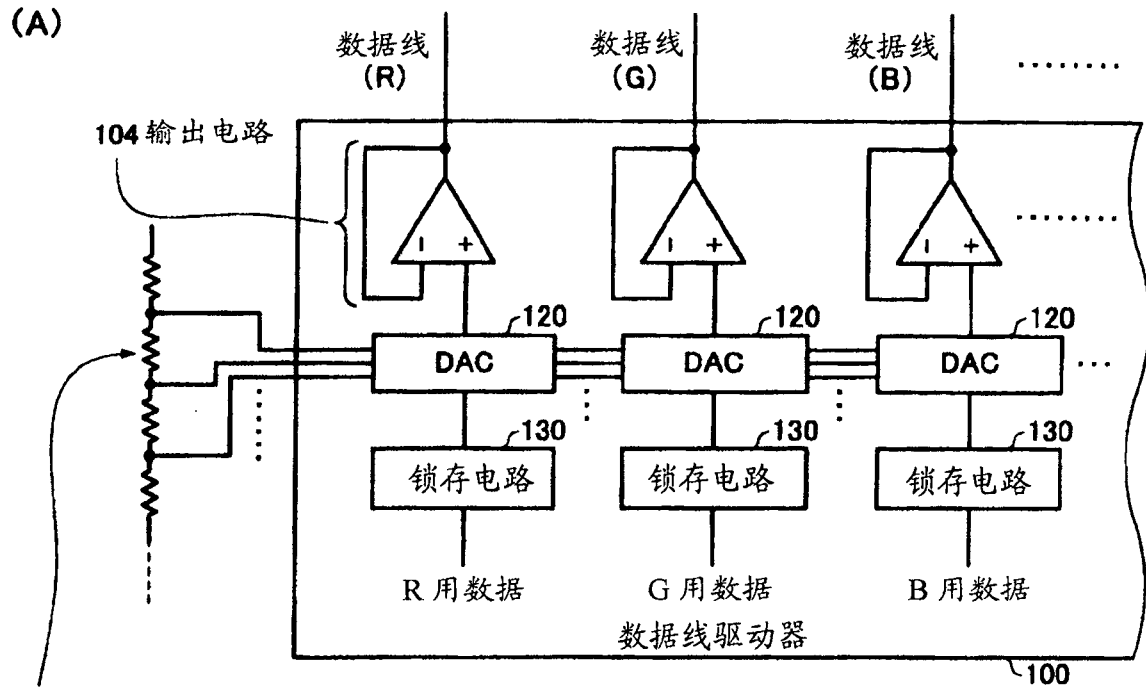 (A)
数据线
(R)
数据线
(G)
数据线
(B)
104 输出电路
- +
- +
- +
120
120
120
DAC
DAC
DAC
130
130
130
锁存电路
锁存电路
锁存电路
R 用数据
G 用数据
B 用数据
数据线驱动器
100